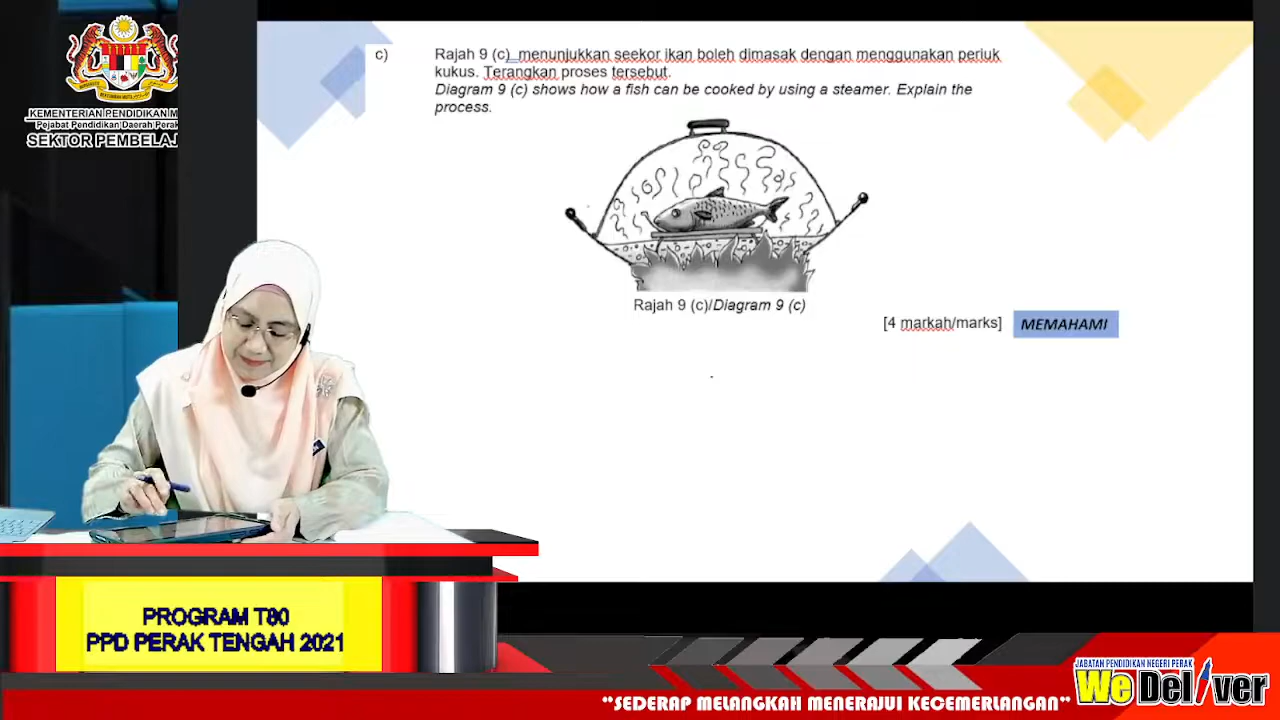 KEMENTERIAN PENDIDIKAN M
Pejabat Pendidikan Daerah Perak
SEKTOR PEMBELAJ
c)
Rajah 9 (c) menunjukkan seekor ikan boleh dimasak dengan menggunakan periuk
kukus. Terangkan proses tersebut.
Diagram 9 (c) shows how a fish can be cooked by using a steamer. Explain the
process.
Rajah 9 (c)/Diagram 9 (c)
[4 markah/marks]
MEMAHAMI
PROGRAM T80
PPD PERAK TENGAH 2021
JABATAN PENDIDIKAN NEGERI PERAK
We Deliver
"SEDERAP MELANGKAH MENERAJUI KECEMERLANGAN"